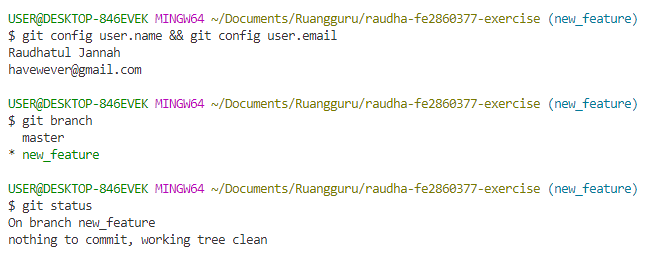 USER@DESKTOP-846EVEK MINGW64 ~/Documents/Ruangguru/raudha-fe2860377-exercise (new_feature)
$ git config user.name && git config user.email
Raudhatul Jannah
havewever@gmail.com
USER@DESKTOP-846EVEK MINGW64 ~/Documents/Ruangguru/raudha-fe2860377-exercise (new_feature)
$ git branch
  master
* new_feature
USER@DESKTOP-846EVEK MINGW64 ~/Documents/Ruangguru/raudha-fe2860377-exercise (new_feature)
$ git status
On branch new_feature
nothing to commit, working tree clean